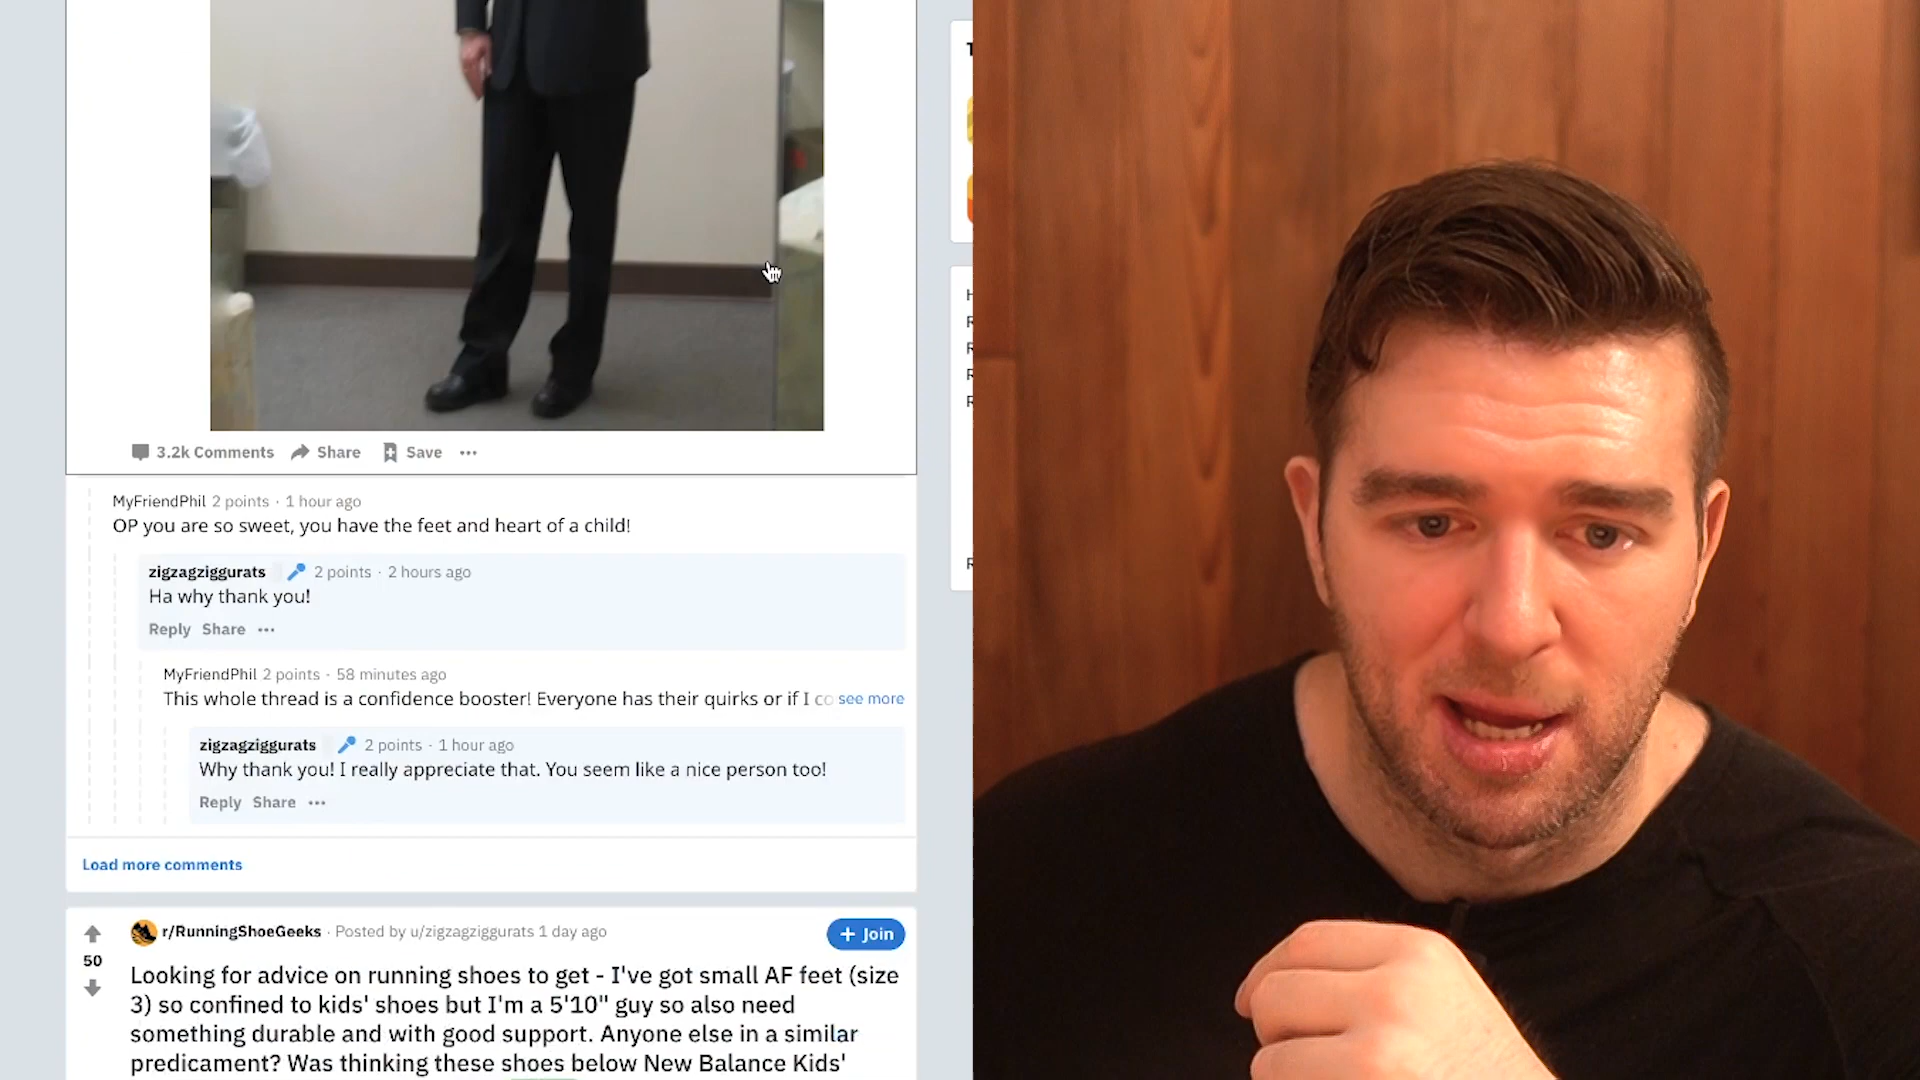 3.2k Comments Share Save
MyFriendPhil 2 points · 1 hour ago
OP you are so sweet, you have the feet and heart of a child!
zigzagziggurats 2 points · 2 hours ago
Ha why thank you!
Reply Share
MyFriendPhil 2 points · 58 minutes ago
This whole thread is a confidence booster! Everyone has their quirks or if I co see more
zigzagziggurats 2 points · 1 hour ago
Why thank you! I really appreciate that. You seem like a nice person too!
Reply Share
Load more comments
r/RunningShoeGeeks · Posted by u/zigzagziggurats 1 day ago + Join
50
Looking for advice on running shoes to get - I've got small AF feet (size
3) so confined to kids' shoes but I'm a 5'10" guy so also need
something durable and with good support. Anyone else in a similar
predicament? Was thinking these shoes below New Balance Kids'
T
H
R
R
R
R
R